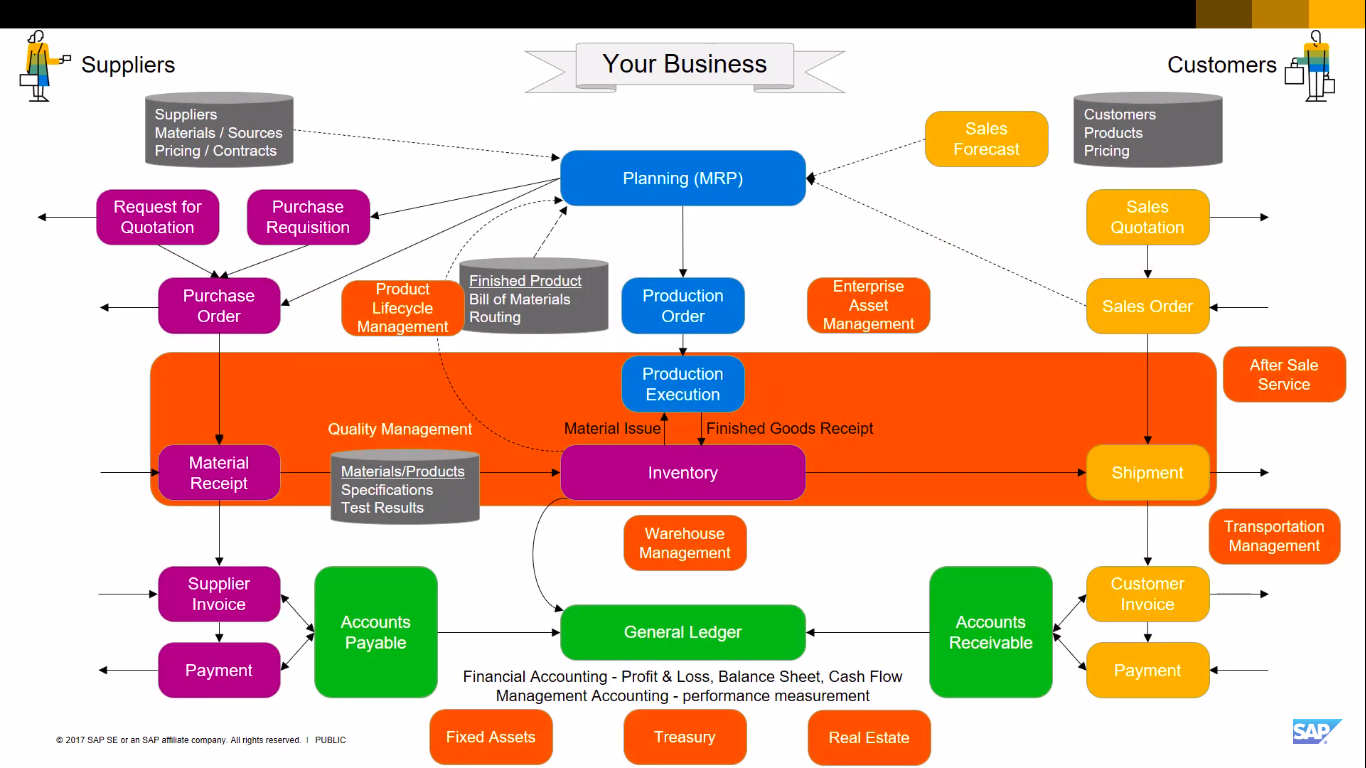 Suppliers
Your Business
Customers
Suppliers
Materials / Sources
Pricing / Contracts
Sales
Forecast
Customers
Products
Pricing
Planning (MRP)
Request for
Quotation
Purchase
Requisition
Sales
Quotation
Purchase
Order
Product
Lifecycle
Management
Finished Product
Bill of Materials
Routing
Production
Order
Enterprise
Asset
Management
Sales Order
Production
Execution
After Sale
Service
Quality Management
Material Issue
Finished Goods Receipt
Material
Receipt
Materials/Products
Specifications
Test Results
Inventory
Shipment
Warehouse
Management
Transportation
Management
Supplier
Invoice
Accounts
Payable
General Ledger
Accounts
Receivable
Customer
Invoice
Payment
Payment
Financial Accounting - Profit & Loss, Balance Sheet, Cash Flow
Management Accounting - performance measurement
Fixed Assets
Treasury
Real Estate
© 2017 SAP SE or an SAP affiliate company. All rights reserved. I PUBLIC
SAP